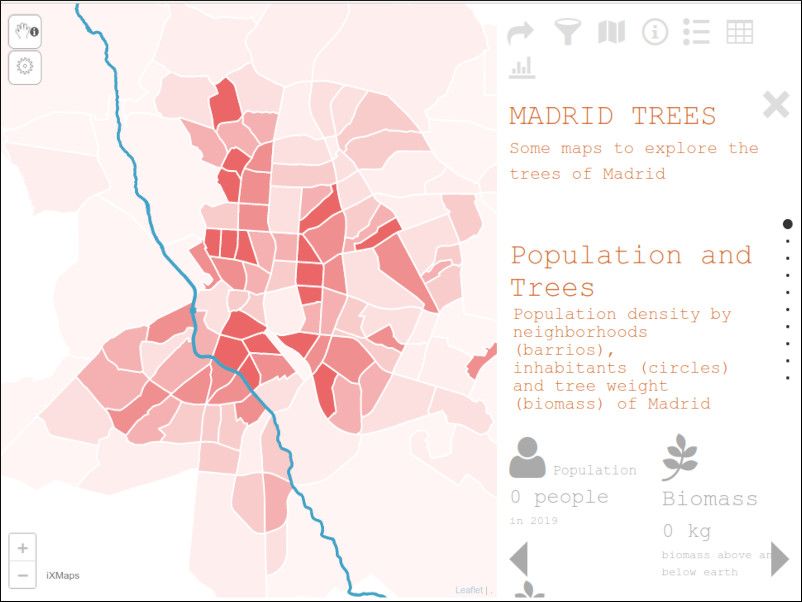 MADRID TREES
Some maps to explore the
trees of Madrid
Population and
Trees
Population density by
neighborhoods
(barrios),
inhabitants (circles)
and tree weight
(biomass) of Madrid
Population
0 people
in 2019
Biomass
0 kg
biomass above an
below earth
+
−
iXMaps
Leaflet | .